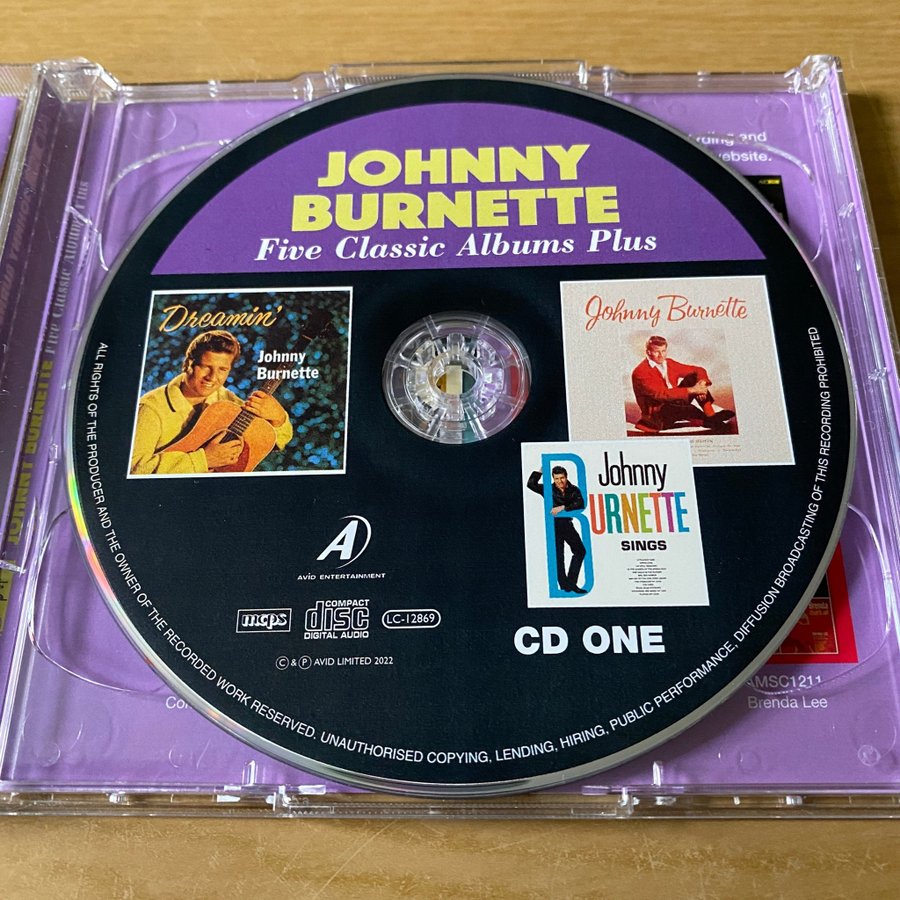 JOHNNY
BURNETTE
Five Classic Albums Plus
Dreamin'
Johnny
Burnette
Johnny Burnette
Johnny
BURNETTE
SINGS
A
AVID ENTERTAINMENT
mcps
COMPACT
disc
DIGITAL AUDIO
LC-12869
CD ONE
© & ℗ AVID LIMITED 2022
ALL RIGHTS OF THE PRODUCER AND THE OWNER OF THE RECORDED WORK RESERVED. UNAUTHORISED COPYING, LENDING, HIRING, PUBLIC PERFORMANCE, DIFFUSION BROADCASTING OF THIS RECORDING PROHIBITED
and
website.
AMSC1211
Brenda Lee
Brenda
JOHNNY BURNETTE Five Classic Albums Plus